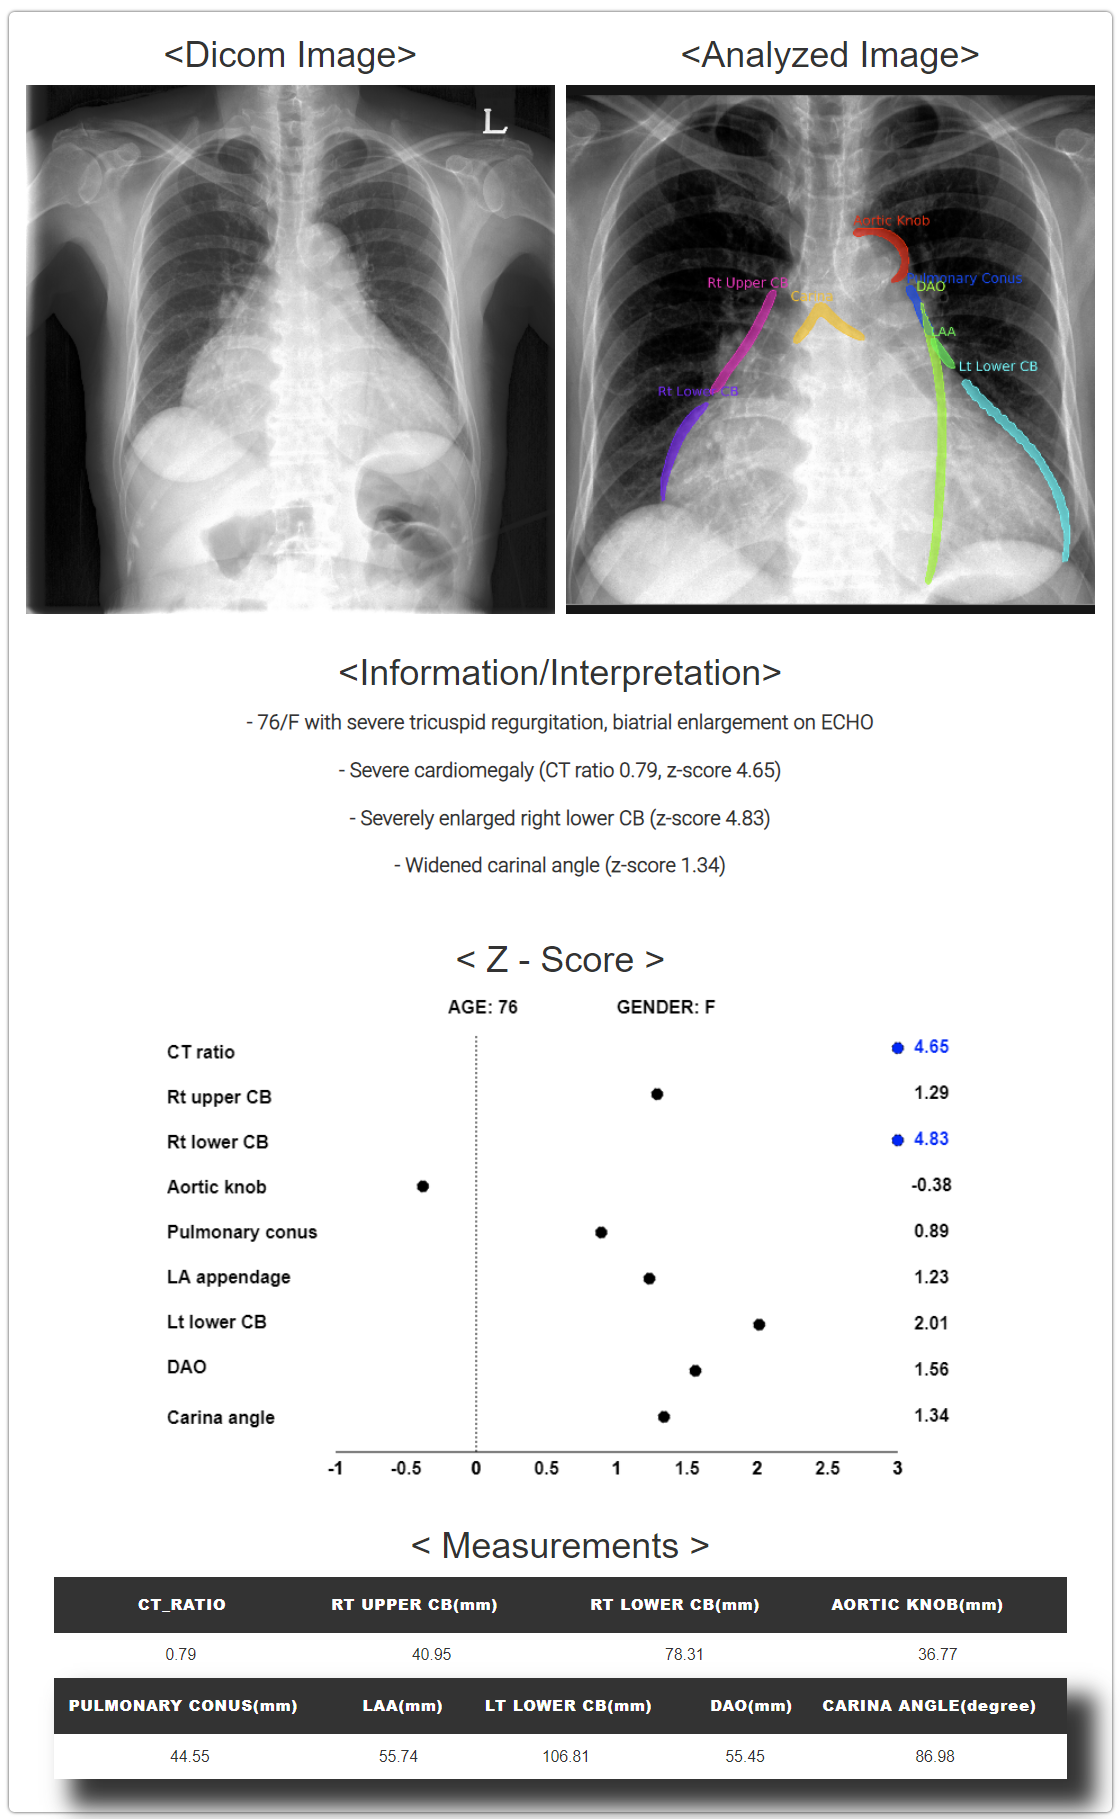 <Dicom Image>
<Analyzed Image>
L
Aortic Knob
Pulmonary Conus
DAO
Rt Upper CB
Carina
LAA
Lt Lower CB
Rt Lower CB
<Information/Interpretation>
- 76/F with severe tricuspid regurgitation, biatrial enlargement on ECHO
- Severe cardiomegaly (CT ratio 0.79, z-score 4.65)
- Severely enlarged right lower CB (z-score 4.83)
- Widened carinal angle (z-score 1.34)
< Z - Score >
AGE: 76 GENDER: F
CT ratio 4.65
Rt upper CB 1.29
Rt lower CB 4.83
Aortic knob -0.38
Pulmonary conus 0.89
LA appendage 1.23
Lt lower CB 2.01
DAO 1.56
Carina angle 1.34
-1 -0.5 0 0.5 1 1.5 2 2.5 3
< Measurements >
CT_RATIO RT UPPER CB(mm) RT LOWER CB(mm) AORTIC KNOB(mm)
0.79 40.95 78.31 36.77
PULMONARY CONUS(mm) LAA(mm) LT LOWER CB(mm) DAO(mm) CARINA ANGLE(degree)
44.55 55.74 106.81 55.45 86.98